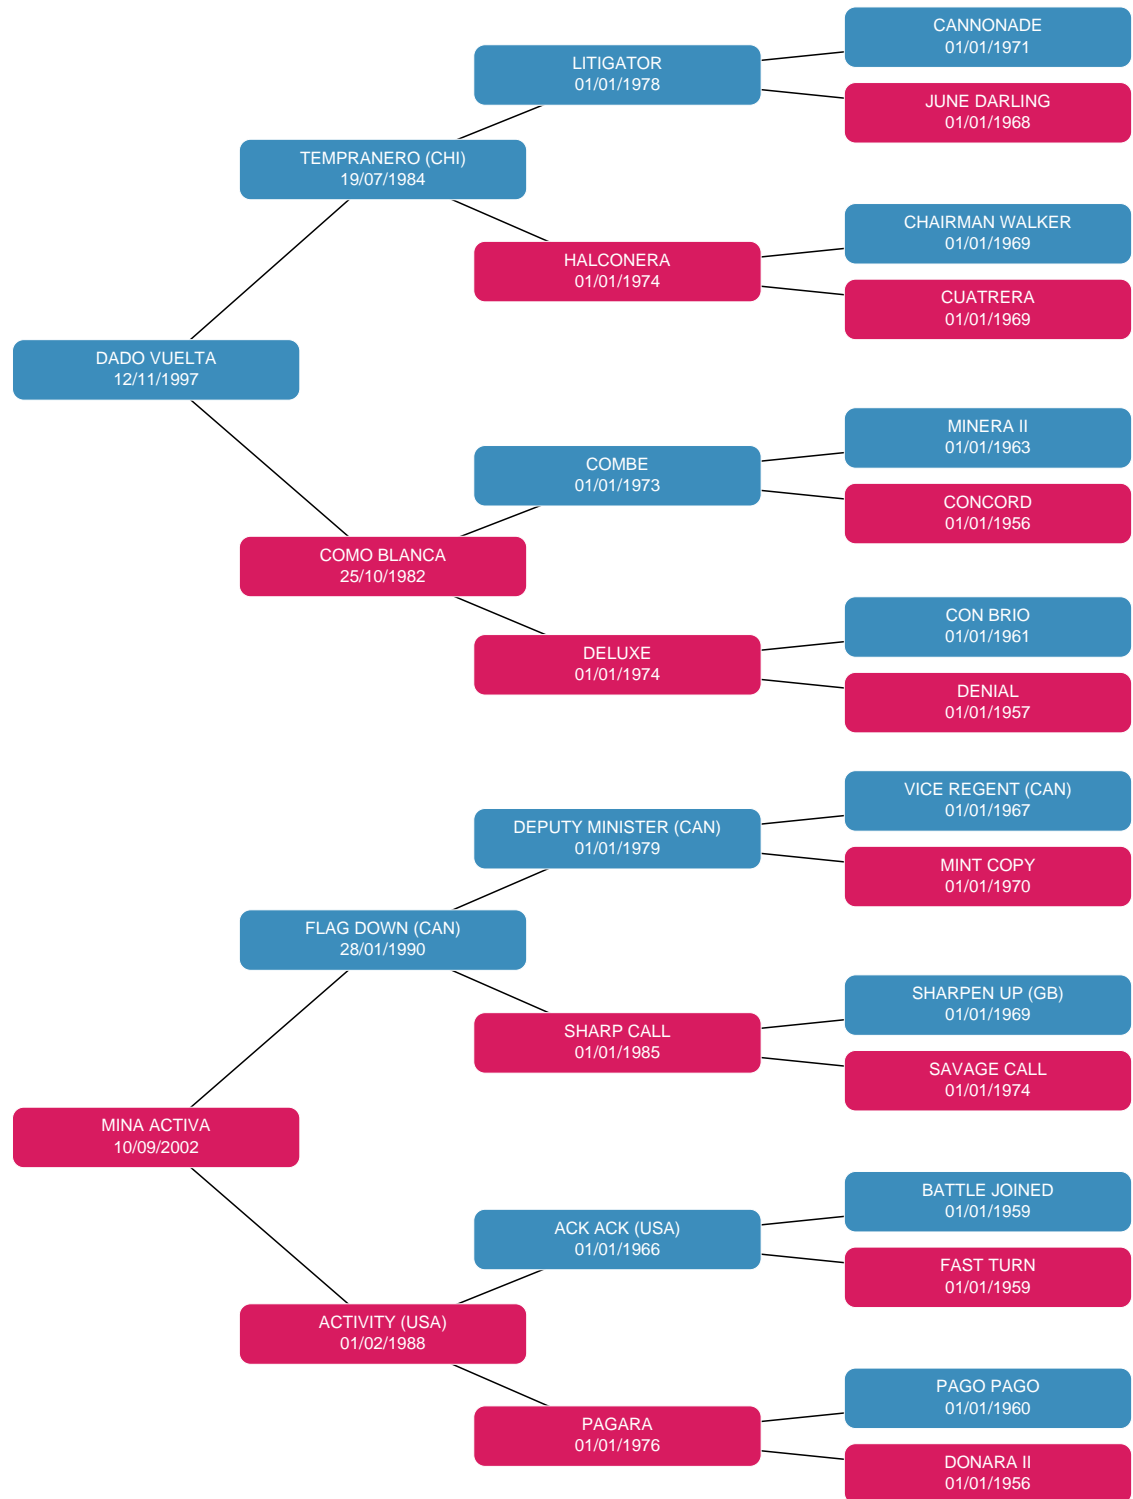 CANNONADE
01/01/1971
LITIGATOR
01/01/1978
JUNE DARLING
01/01/1968
TEMPRANERO (CHI)
19/07/1984
CHAIRMAN WALKER
01/01/1969
HALCONERA
01/01/1974
CUATRERA
01/01/1969
DADO VUELTA
12/11/1997
MINERA II
01/01/1963
COMBE
01/01/1973
CONCORD
01/01/1956
COMO BLANCA
25/10/1982
CON BRIO
01/01/1961
DELUXE
01/01/1974
DENIAL
01/01/1957
VICE REGENT (CAN)
01/01/1967
DEPUTY MINISTER (CAN)
01/01/1979
MINT COPY
01/01/1970
FLAG DOWN (CAN)
28/01/1990
SHARPEN UP (GB)
01/01/1969
SHARP CALL
01/01/1985
SAVAGE CALL
01/01/1974
MINA ACTIVA
10/09/2002
BATTLE JOINED
01/01/1959
ACK ACK (USA)
01/01/1966
FAST TURN
01/01/1959
ACTIVITY (USA)
01/02/1988
PAGO PAGO
01/01/1960
PAGARA
01/01/1976
DONARA II
01/01/1956